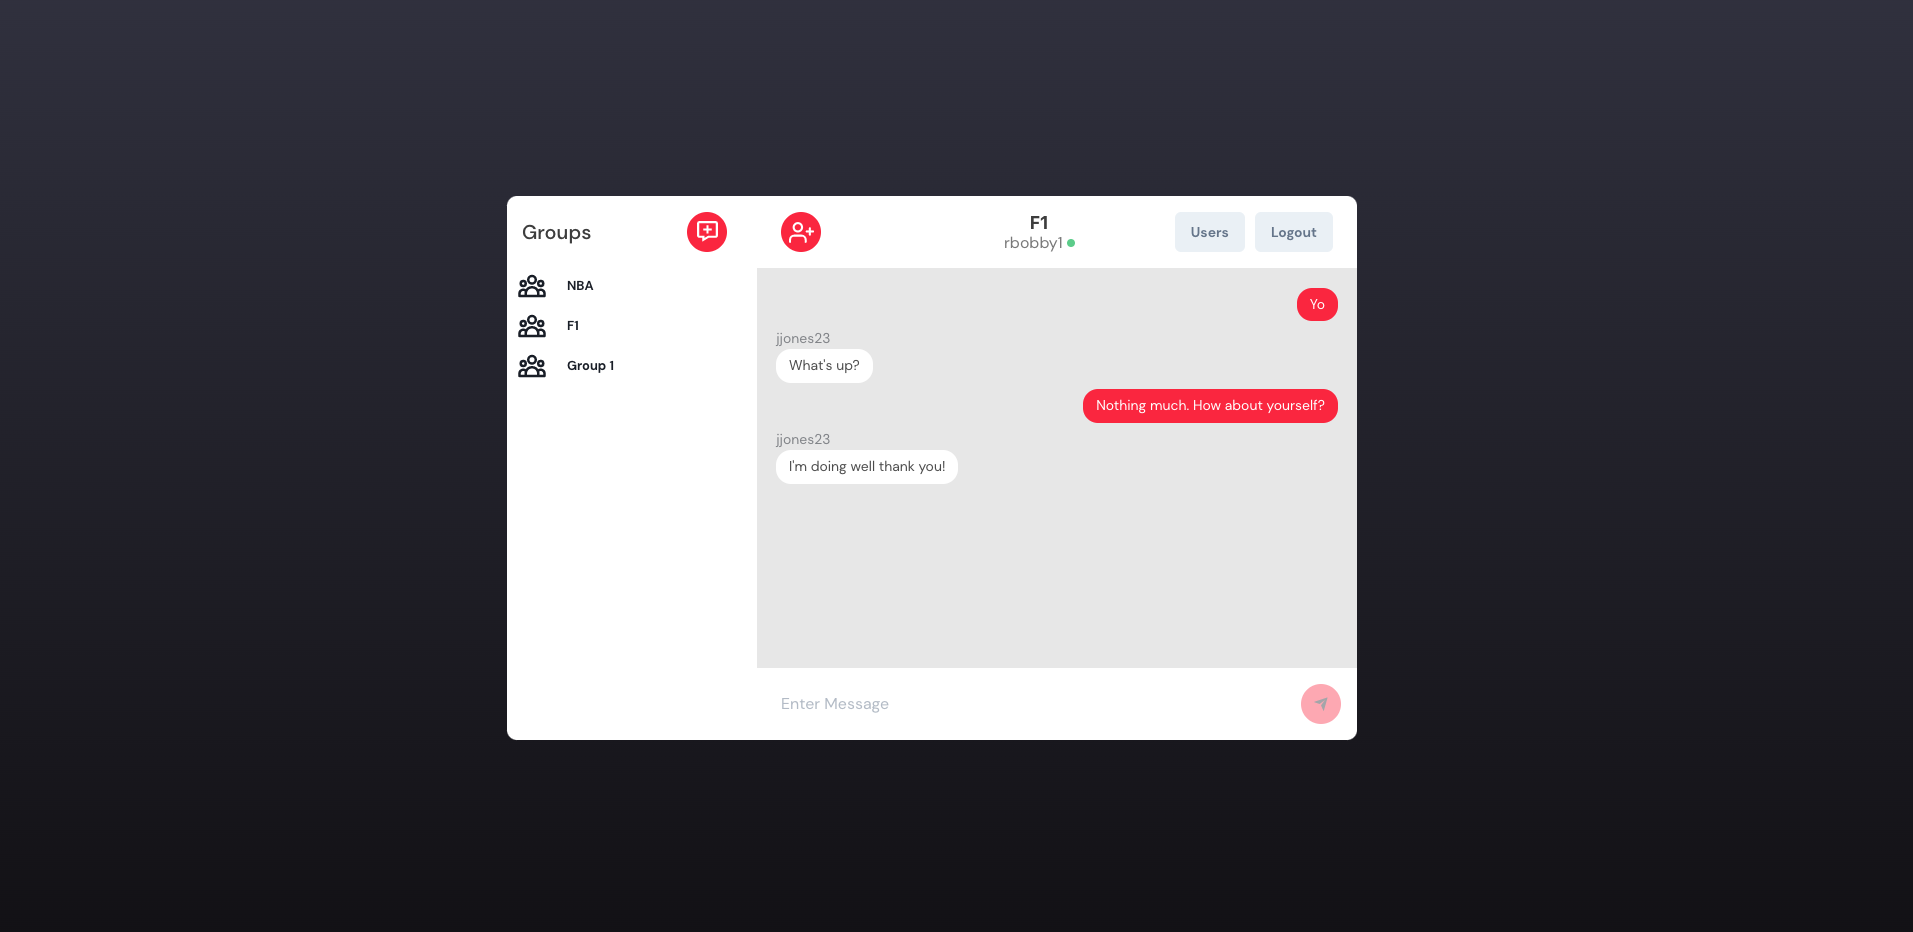 Groups
NBA
F1
Group 1
F1
rbobby1
Users
Logout
Yo
jjones23
What's up?
Nothing much. How about yourself?
jjones23
I'm doing well thank you!
Enter Message